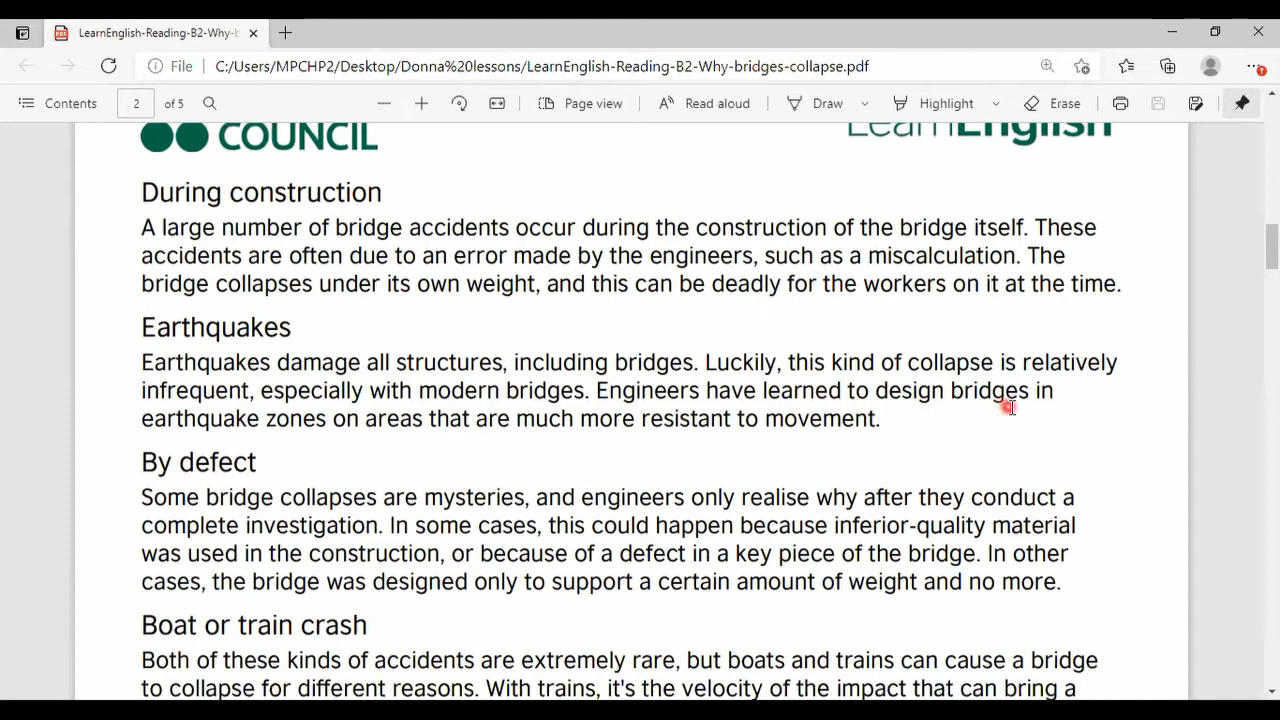 LearnEnglish-Reading-B2-Why-b
File C:/Users/MPCHP2/Desktop/Donna%20lessons/LearnEnglish-Reading-B2-Why-bridges-collapse.pdf
Contents 2 of 5 Page view Read aloud Draw Highlight Erase
COUNCIL LearnEnglish
During construction
A large number of bridge accidents occur during the construction of the bridge itself. These
accidents are often due to an error made by the engineers, such as a miscalculation. The
bridge collapses under its own weight, and this can be deadly for the workers on it at the time.
Earthquakes
Earthquakes damage all structures, including bridges. Luckily, this kind of collapse is relatively
infrequent, especially with modern bridges. Engineers have learned to design bridges in
earthquake zones on areas that are much more resistant to movement.
By defect
Some bridge collapses are mysteries, and engineers only realise why after they conduct a
complete investigation. In some cases, this could happen because inferior-quality material
was used in the construction, or because of a defect in a key piece of the bridge. In other
cases, the bridge was designed only to support a certain amount of weight and no more.
Boat or train crash
Both of these kinds of accidents are extremely rare, but boats and trains can cause a bridge
to collapse for different reasons. With trains, it's the velocity of the impact that can bring a